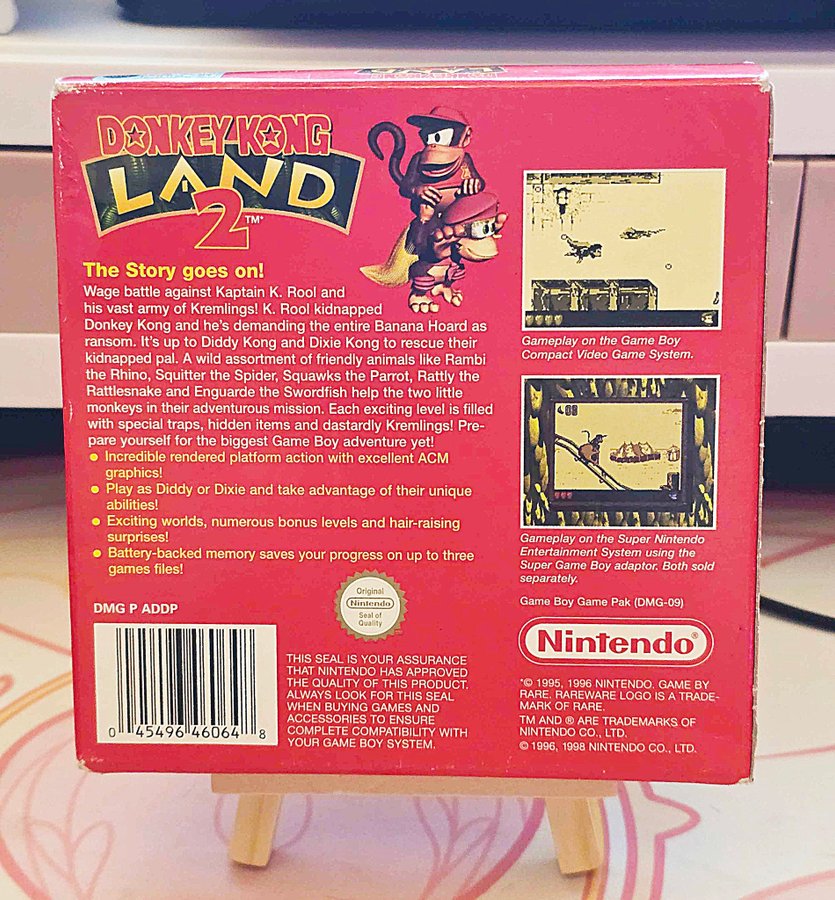 DONKEY KONG
LAND
2™*
The Story goes on!
Wage battle against Kaptain K. Rool and
his vast army of Kremlings! K. Rool kidnapped
Donkey Kong and he's demanding the entire Banana Hoard as
ransom. It's up to Diddy Kong and Dixie Kong to rescue their
kidnapped pal. A wild assortment of friendly animals like Rambi
the Rhino, Squitter the Spider, Squawks the Parrot, Rattly the
Rattlesnake and Enguarde the Swordfish help the two little
monkeys in their adventurous mission. Each exciting level is filled
with special traps, hidden items and dastardly Kremlings! Pre-
pare yourself for the biggest Game Boy adventure yet!
● Incredible rendered platform action with excellent ACM
graphics!
● Play as Diddy or Dixie and take advantage of their unique
abilities!
● Exciting worlds, numerous bonus levels and hair-raising
surprises!
● Battery-backed memory saves your progress on up to three
games files!
DMG P ADDP
0 45496 46064 8
Original
Nintendo
Seal of
Quality
THIS SEAL IS YOUR ASSURANCE
THAT NINTENDO HAS APPROVED
THE QUALITY OF THIS PRODUCT.
ALWAYS LOOK FOR THIS SEAL
WHEN BUYING GAMES AND
ACCESSORIES TO ENSURE
COMPLETE COMPATIBILITY WITH
YOUR GAME BOY SYSTEM.
Gameplay on the Game Boy
Compact Video Game System.
Gameplay on the Super Nintendo
Entertainment System using the
Super Game Boy adaptor. Both sold
separately.
Game Boy Game Pak (DMG-09)
Nintendo®
*© 1995, 1996 NINTENDO. GAME BY
RARE. RAREWARE LOGO IS A TRADE-
MARK OF RARE.
TM AND ® ARE TRADEMARKS OF
NINTENDO CO., LTD.
© 1996, 1998 NINTENDO CO., LTD.